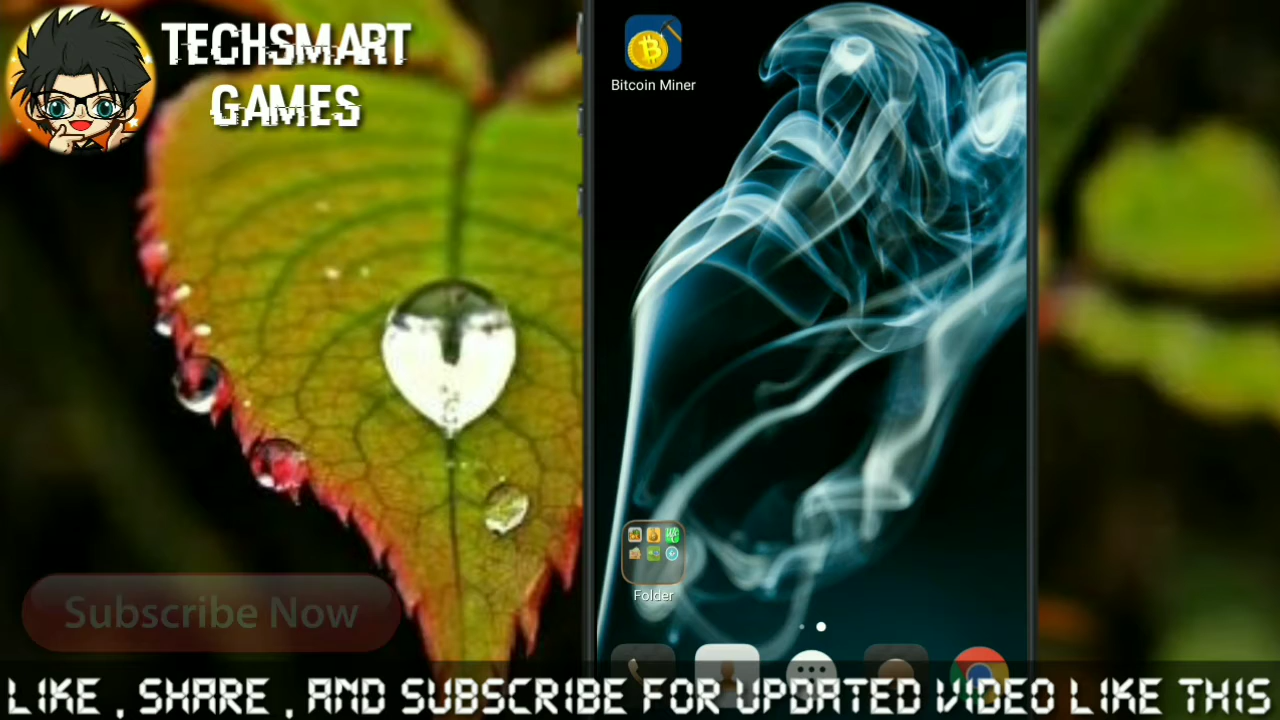 TECHSMART
GAMES
Bitcoin Miner
Folder
Subscribe Now
LIKE , SHARE , AND SUBSCRIBE FOR UPDATED VIDEO LIKE THIS